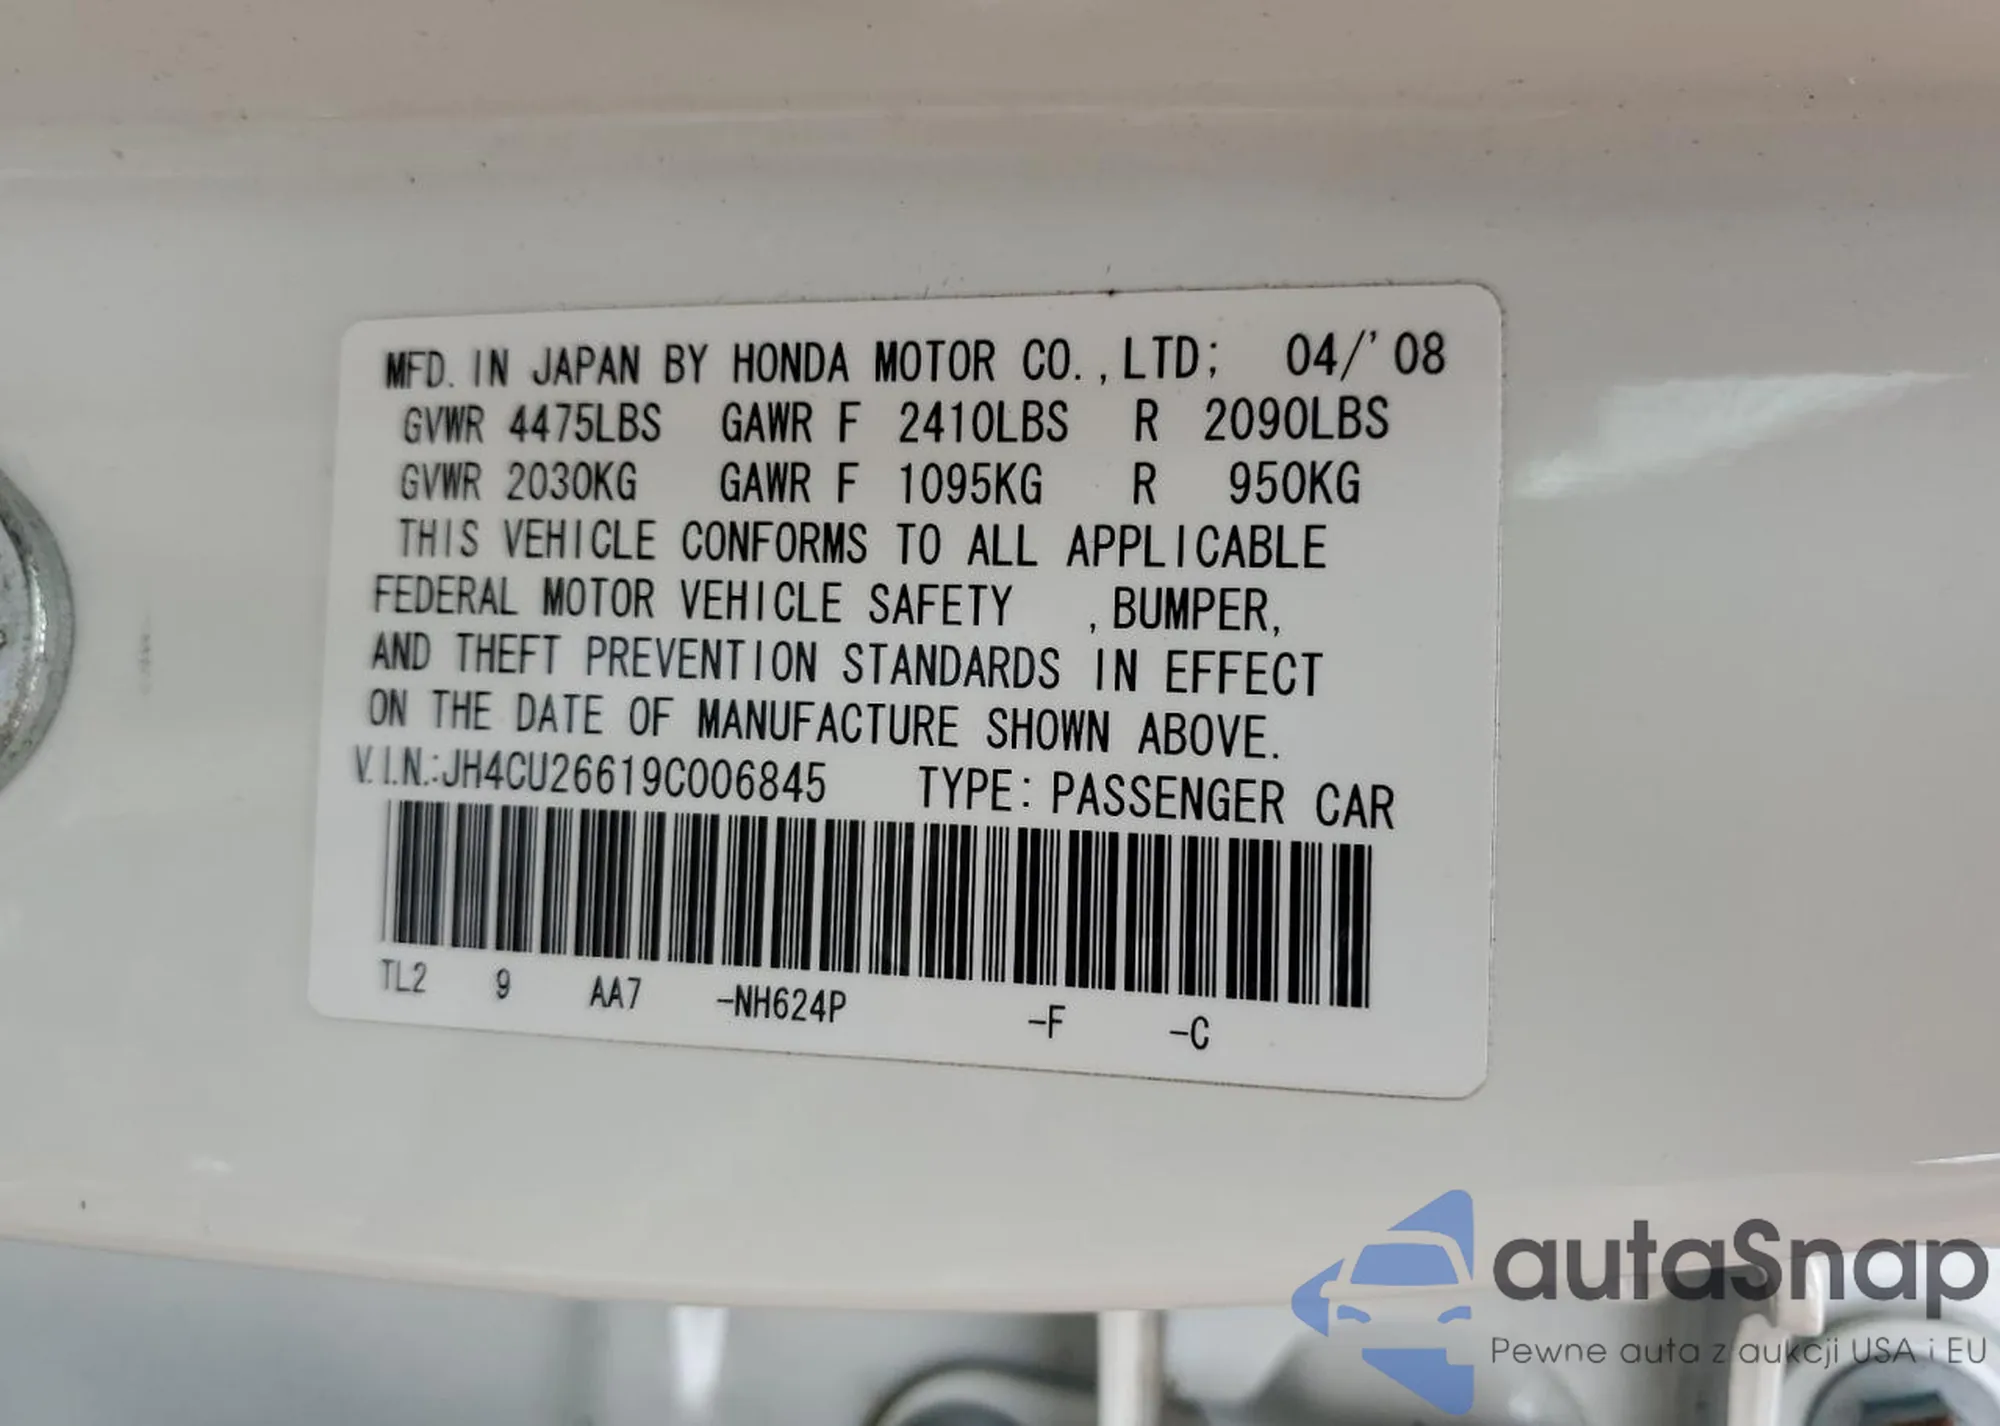 MFD. IN JAPAN BY HONDA MOTOR CO.,LTD; 04/'08
GVWR 4475LBS GAWR F 2410LBS R 2090LBS
GVWR 2030KG GAWR F 1095KG R 950KG
THIS VEHICLE CONFORMS TO ALL APPLICABLE
FEDERAL MOTOR VEHICLE SAFETY ,BUMPER,
AND THEFT PREVENTION STANDARDS IN EFFECT
ON THE DATE OF MANUFACTURE SHOWN ABOVE.
V.I.N.:JH4CU26619C006845 TYPE: PASSENGER CAR
TL2 9 AA7 -NH624P -F -C
autaSnap
Pewne auta z aukcji USA i EU